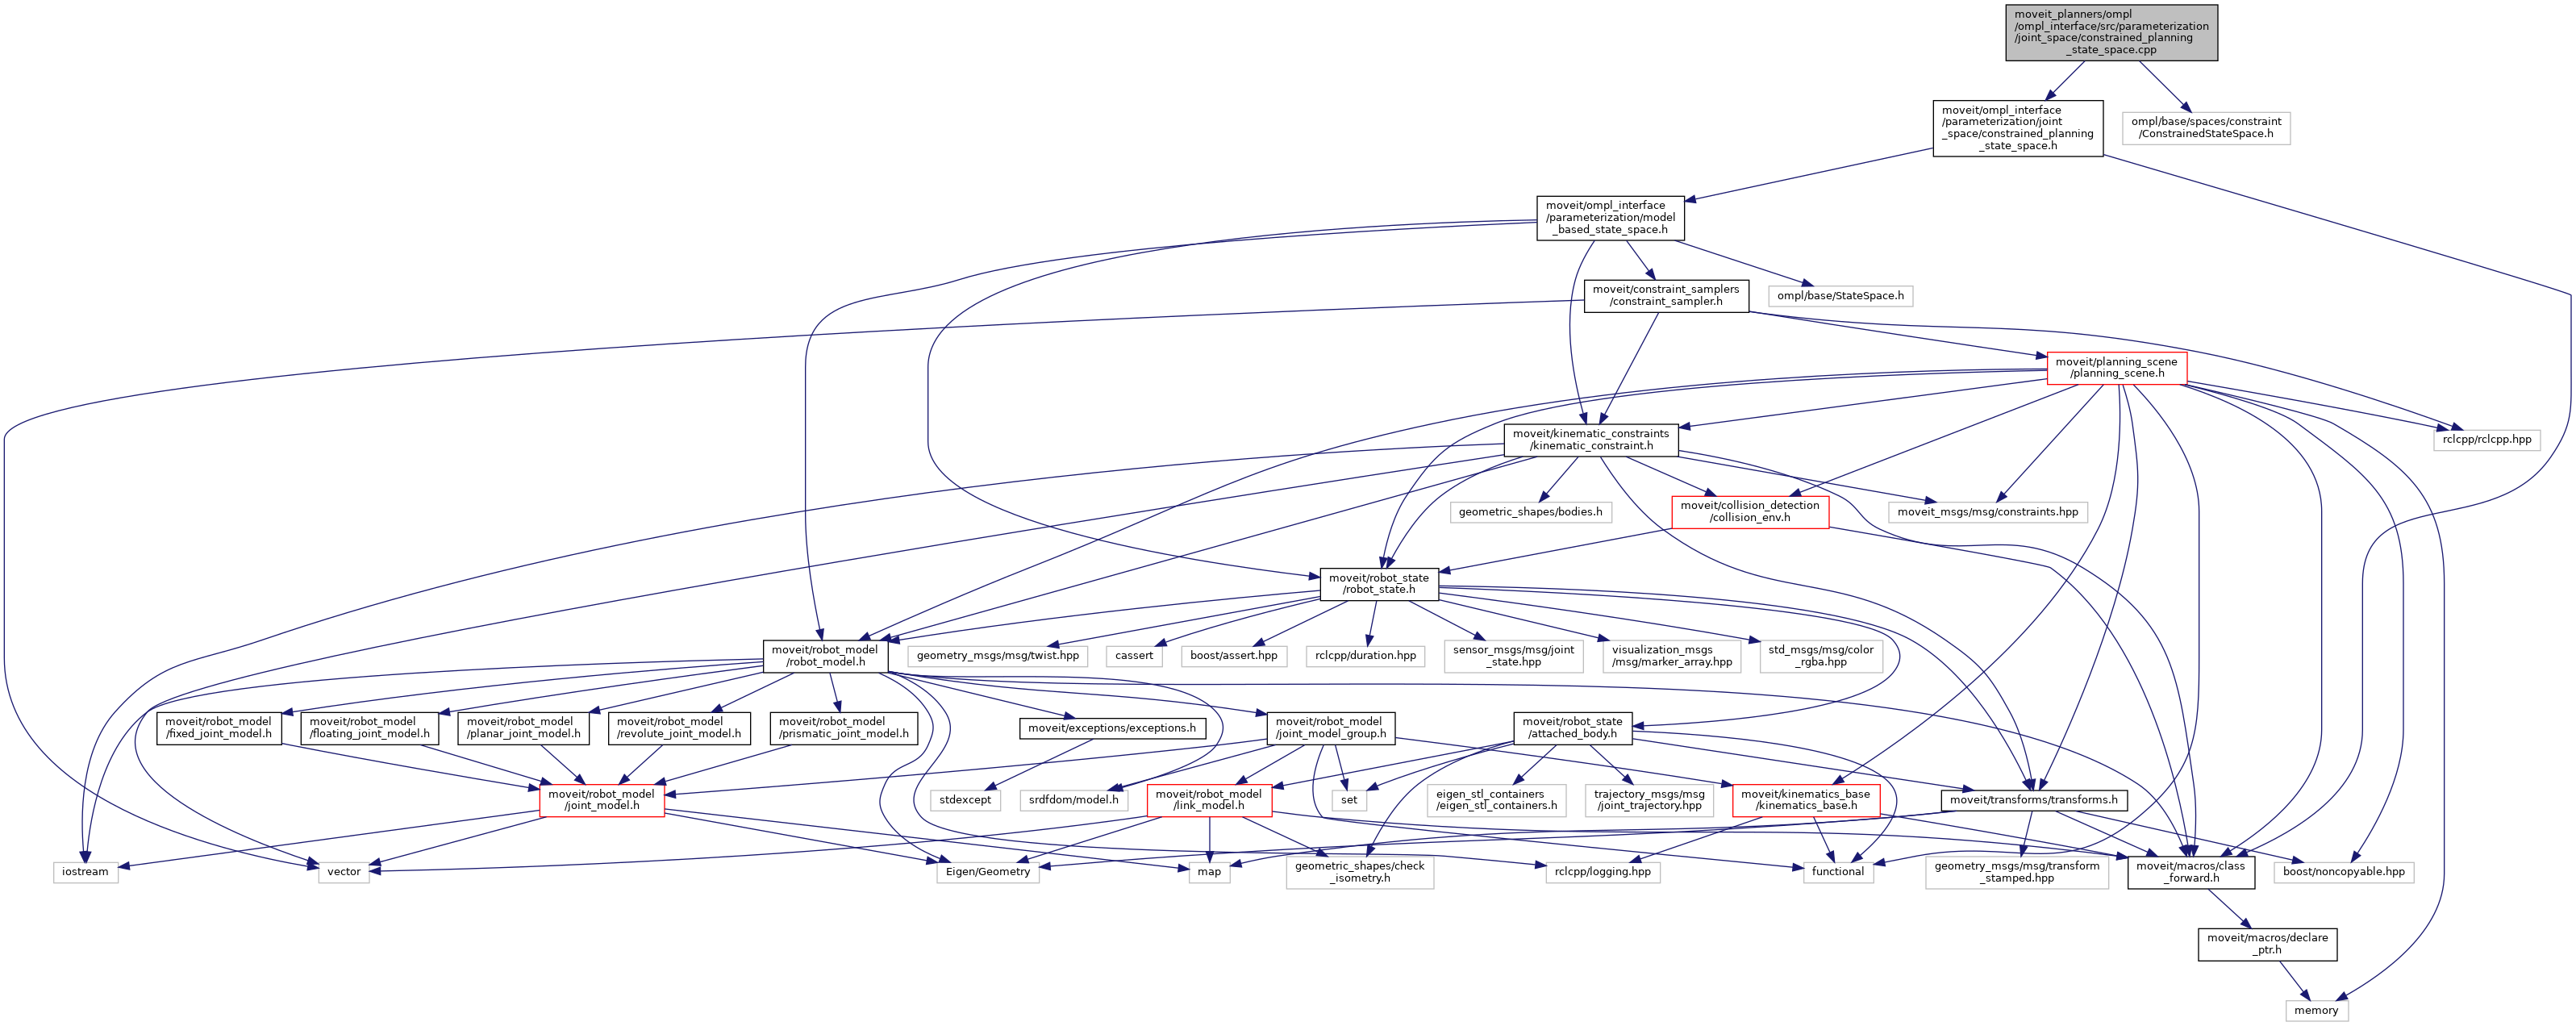 moveit_planners/ompl
/ompl_interface/src/parameterization
/joint_space/constrained_planning
_state_space.cpp
moveit/ompl_interface
/parameterization/joint
_space/constrained_planning
_state_space.h
ompl/base/spaces/constraint
/ConstrainedStateSpace.h
moveit/ompl_interface
/parameterization/model
_based_state_space.h
moveit/constraint_samplers
/constraint_sampler.h
ompl/base/StateSpace.h
moveit/planning_scene
/planning_scene.h
moveit/kinematic_constraints
/kinematic_constraint.h
rclcpp/rclcpp.hpp
geometric_shapes/bodies.h
moveit/collision_detection
/collision_env.h
moveit_msgs/msg/constraints.hpp
moveit/robot_state
/robot_state.h
moveit/robot_model
/robot_model.h
geometry_msgs/msg/twist.hpp
cassert
boost/assert.hpp
rclcpp/duration.hpp
sensor_msgs/msg/joint
_state.hpp
visualization_msgs
/msg/marker_array.hpp
std_msgs/msg/color
_rgba.hpp
moveit/robot_model
/fixed_joint_model.h
moveit/robot_model
/floating_joint_model.h
moveit/robot_model
/planar_joint_model.h
moveit/robot_model
/revolute_joint_model.h
moveit/robot_model
/prismatic_joint_model.h
moveit/exceptions/exceptions.h
moveit/robot_model
/joint_model_group.h
moveit/robot_state
/attached_body.h
moveit/robot_model
/joint_model.h
stdexcept
srdfdom/model.h
moveit/robot_model
/link_model.h
set
eigen_stl_containers
/eigen_stl_containers.h
trajectory_msgs/msg
/joint_trajectory.hpp
moveit/kinematics_base
/kinematics_base.h
moveit/transforms/transforms.h
iostream
vector
Eigen/Geometry
map
geometric_shapes/check
_isometry.h
rclcpp/logging.hpp
functional
geometry_msgs/msg/transform
_stamped.hpp
moveit/macros/class
_forward.h
boost/noncopyable.hpp
moveit/macros/declare
_ptr.h
memory